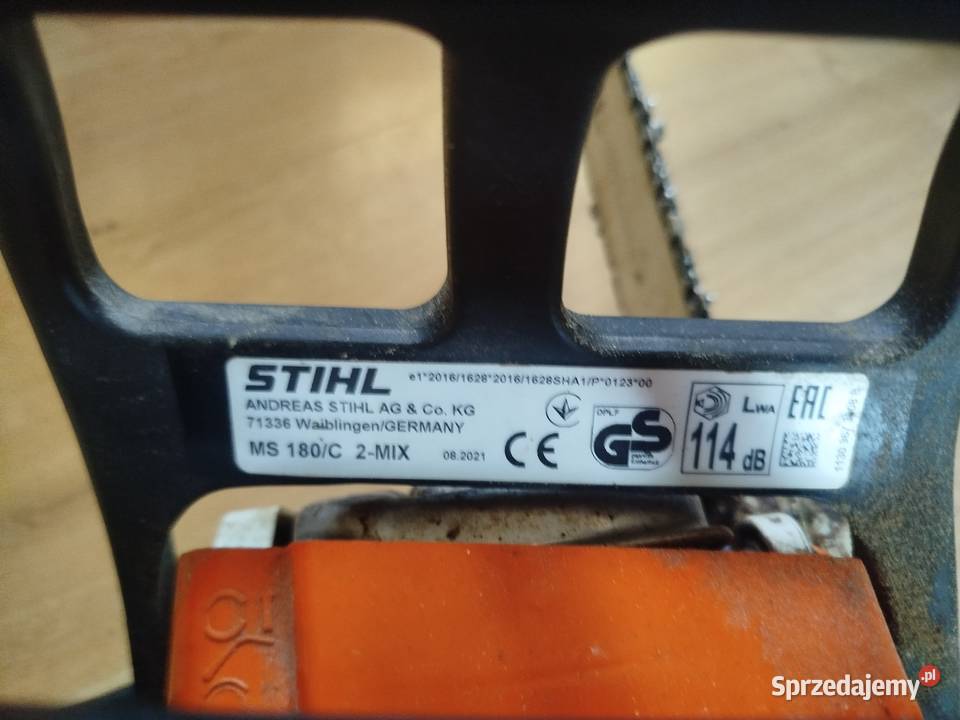 STIHL e1*2016/1628*2016/1628SHA1/P*0123*00
ANDREAS STIHL AG & Co. KG
71336 Waiblingen/GERMANY
MS 180/C 2-MIX 08.2021
CE
DPLF
GS
LWA
114 dB
EAC
Sprzedajemy.pl